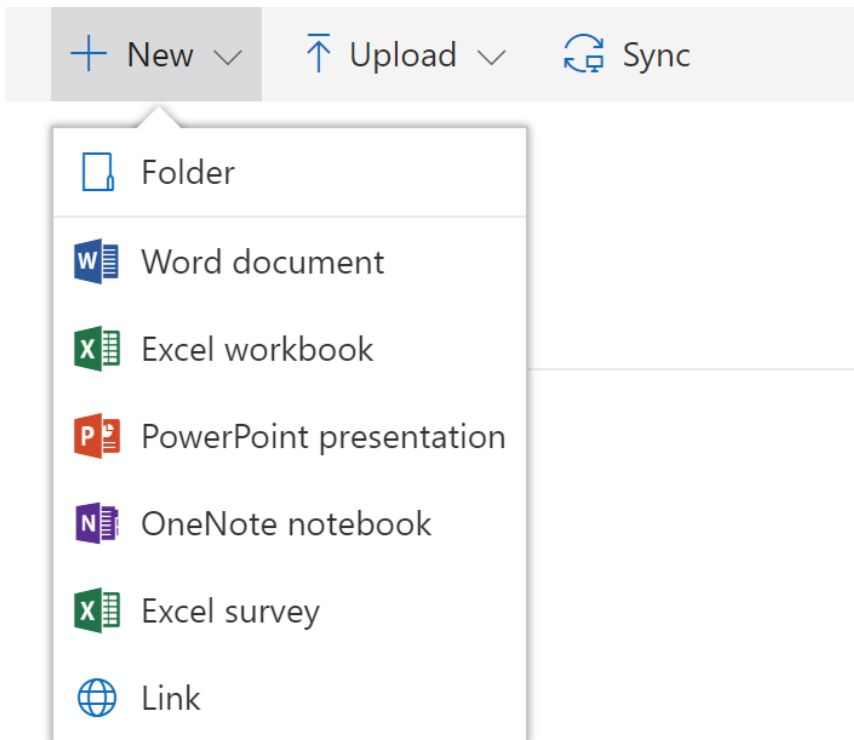 New Upload Sync
Folder
W Word document
X Excel workbook
P PowerPoint presentation
N OneNote notebook
X Excel survey
Link